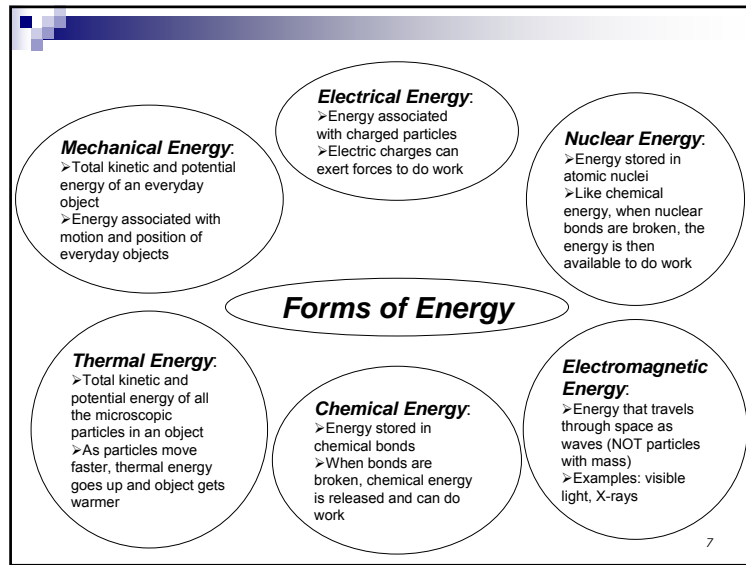 Electrical Energy:
➢Energy associated
with charged particles
➢Electric charges can
exert forces to do work
Mechanical Energy:
➢Total kinetic and potential
energy of an everyday
object
➢Energy associated with
motion and position of
everyday objects
Nuclear Energy:
➢Energy stored in
atomic nuclei
➢Like chemical
energy, when nuclear
bonds are broken, the
energy is then
available to do work
Forms of Energy
Thermal Energy:
➢Total kinetic and
potential energy of all
the microscopic
particles in an object
➢As particles move
faster, thermal energy
goes up and object gets
warmer
Chemical Energy:
➢Energy stored in
chemical bonds
➢When bonds are
broken, chemical energy
is released and can do
work
Electromagnetic
Energy:
➢Energy that travels
through space as
waves (NOT particles
with mass)
➢Examples: visible
light, X-rays
7